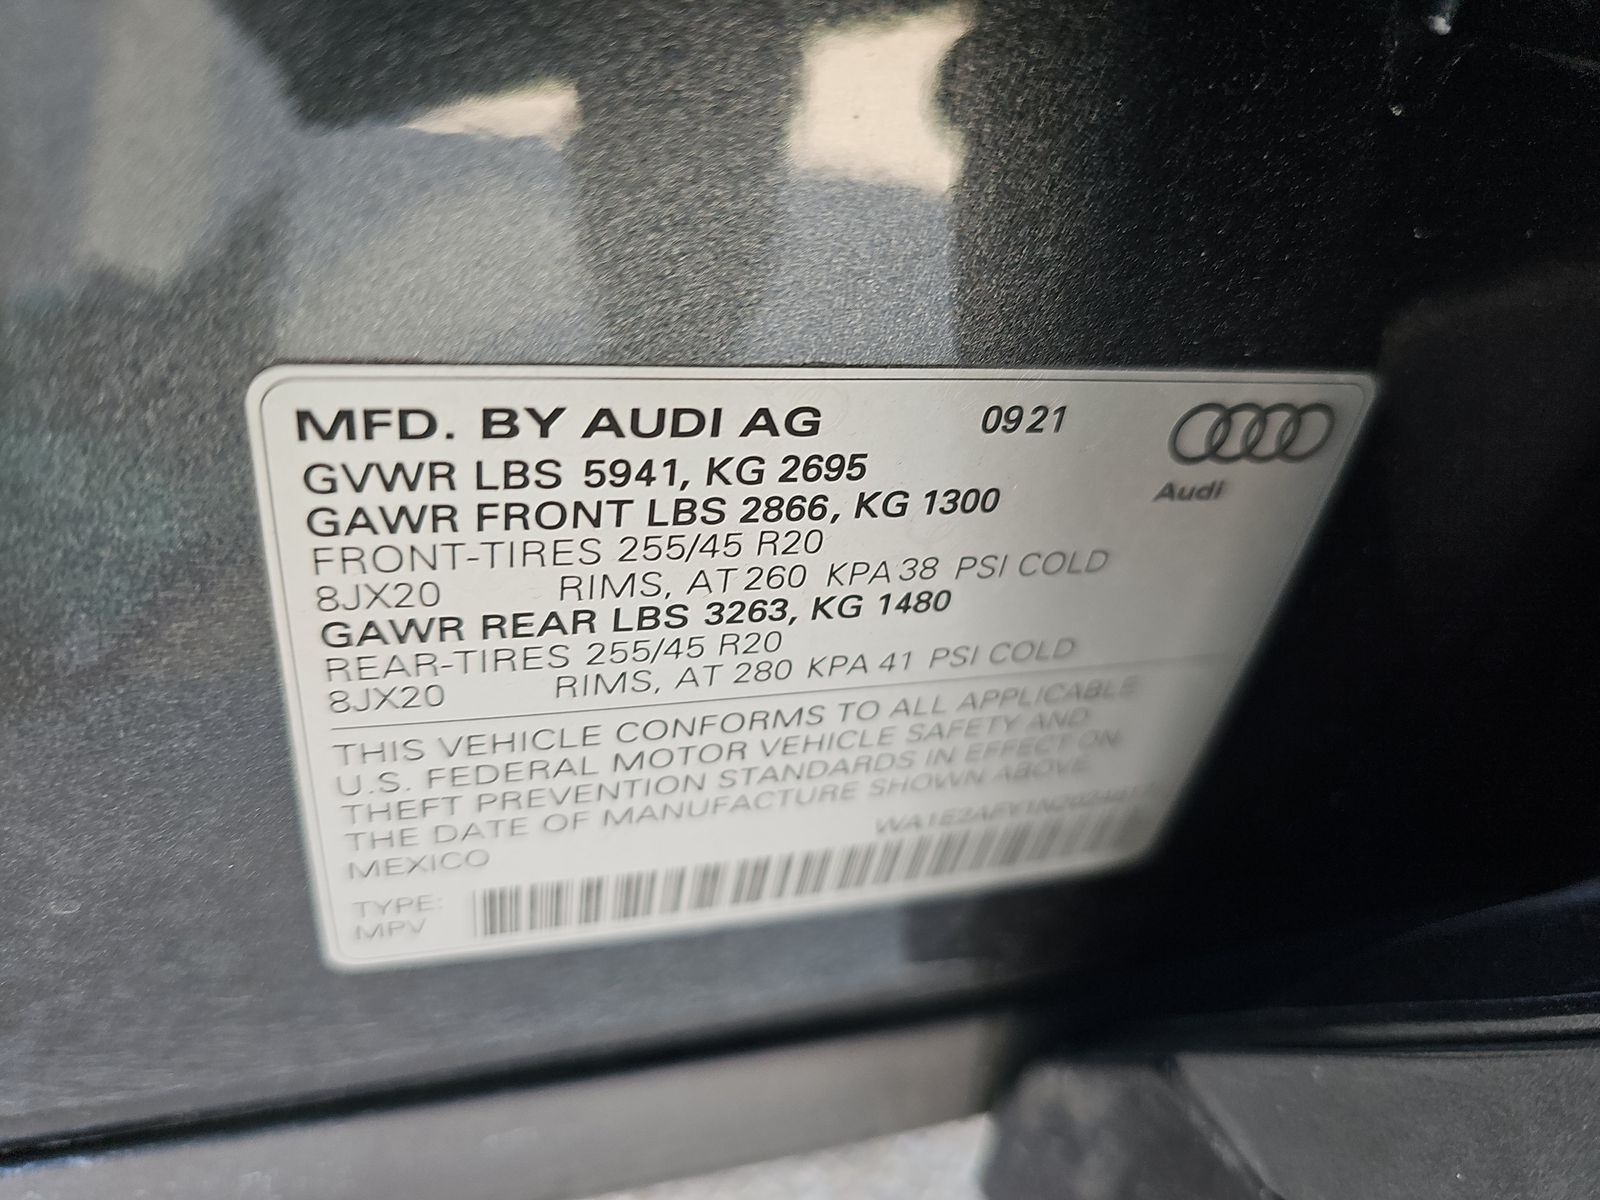 MFD. BY AUDI AG 0921
Audi
GVWR LBS 5941, KG 2695
GAWR FRONT LBS 2866, KG 1300
FRONT-TIRES 255/45 R20
8JX20 RIMS, AT 260 KPA 38 PSI COLD
GAWR REAR LBS 3263, KG 1480
REAR-TIRES 255/45 R20
8JX20 RIMS, AT 280 KPA 41 PSI COLD
THIS VEHICLE CONFORMS TO ALL APPLICABLE
U.S. FEDERAL MOTOR VEHICLE SAFETY AND
THEFT PREVENTION STANDARDS IN EFFECT ON
THE DATE OF MANUFACTURE SHOWN ABOVE
MEXICO
TYPE:
MPV